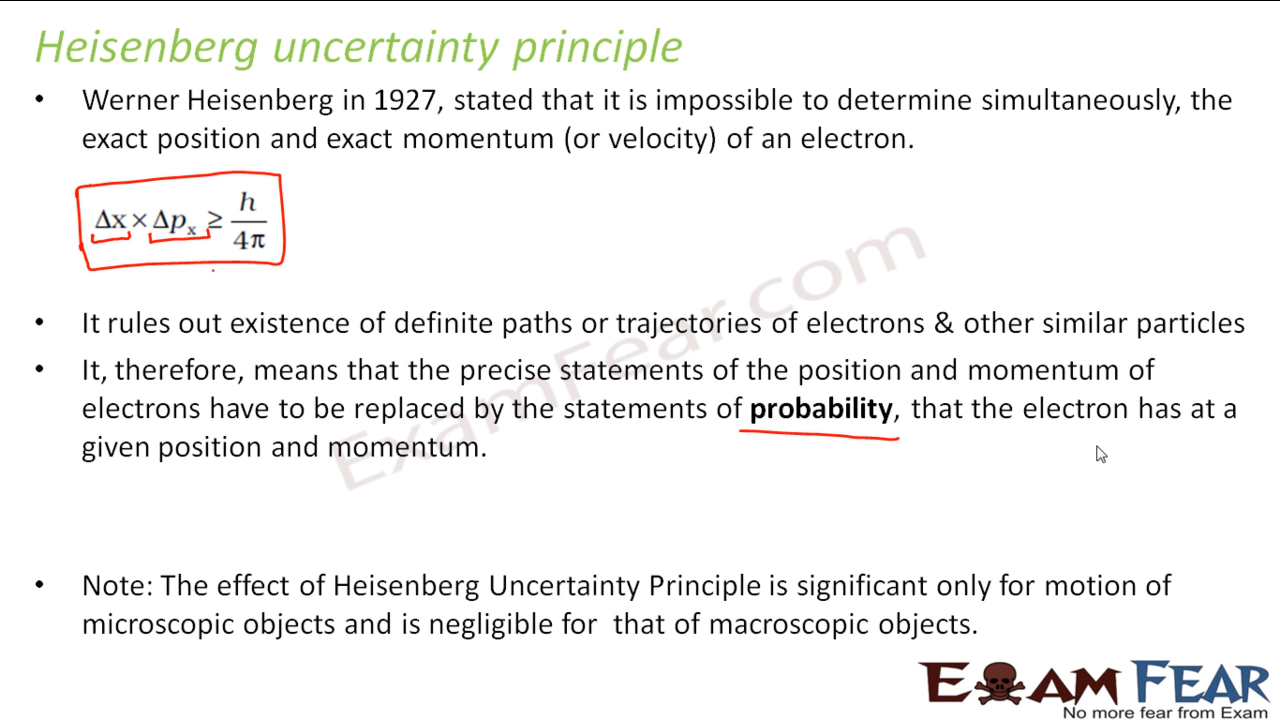 Heisenberg uncertainty principle
• Werner Heisenberg in 1927, stated that it is impossible to determine simultaneously, the
exact position and exact momentum (or velocity) of an electron.
Δx × Δpₓ ≥ h/4π
• It rules out existence of definite paths or trajectories of electrons & other similar particles
• It, therefore, means that the precise statements of the position and momentum of
electrons have to be replaced by the statements of probability, that the electron has at a
given position and momentum.
ExamFear.com
• Note: The effect of Heisenberg Uncertainty Principle is significant only for motion of
microscopic objects and is negligible for that of macroscopic objects.
EXAM FEAR
No more fear from Exam